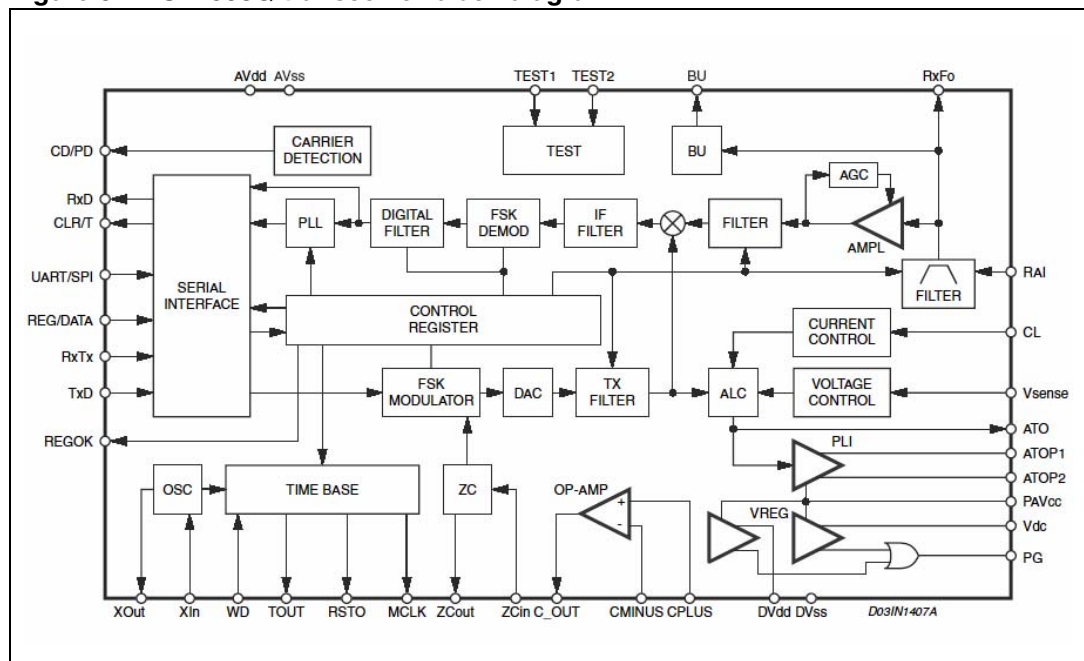 AVdd AVss TEST1 TEST2 BU RxFo
CD/PD
CARRIER
DETECTION
TEST
BU
AGC
RxD
CLR/T
PLL
DIGITAL
FILTER
FSK
DEMOD
IF
FILTER
FILTER
AMPL
UART/SPI
SERIAL
INTERFACE
FILTER
RAI
REG/DATA
CONTROL
REGISTER
CURRENT
CONTROL
CL
RxTx
TxD
FSK
MODULATOR
DAC
TX
FILTER
ALC
VOLTAGE
CONTROL
Vsense
REGOK
ATO
PLI
ATOP1
ATOP2
OSC
TIME BASE
ZC
OP-AMP
+
-
VREG
PAVcc
Vdc
PG
XOut XIn WD TOUT RSTO MCLK ZCout ZCin C_OUT CMINUS CPLUS DVdd DVss
D03IN1407A